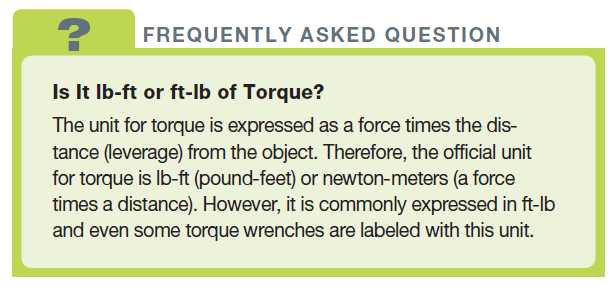 ?
FREQUENTLY ASKED QUESTION
Is It lb-ft or ft-lb of Torque?
The unit for torque is expressed as a force times the dis-
tance (leverage) from the object. Therefore, the official unit
for torque is lb-ft (pound-feet) or newton-meters (a force
times a distance). However, it is commonly expressed in ft-lb
and even some torque wrenches are labeled with this unit.